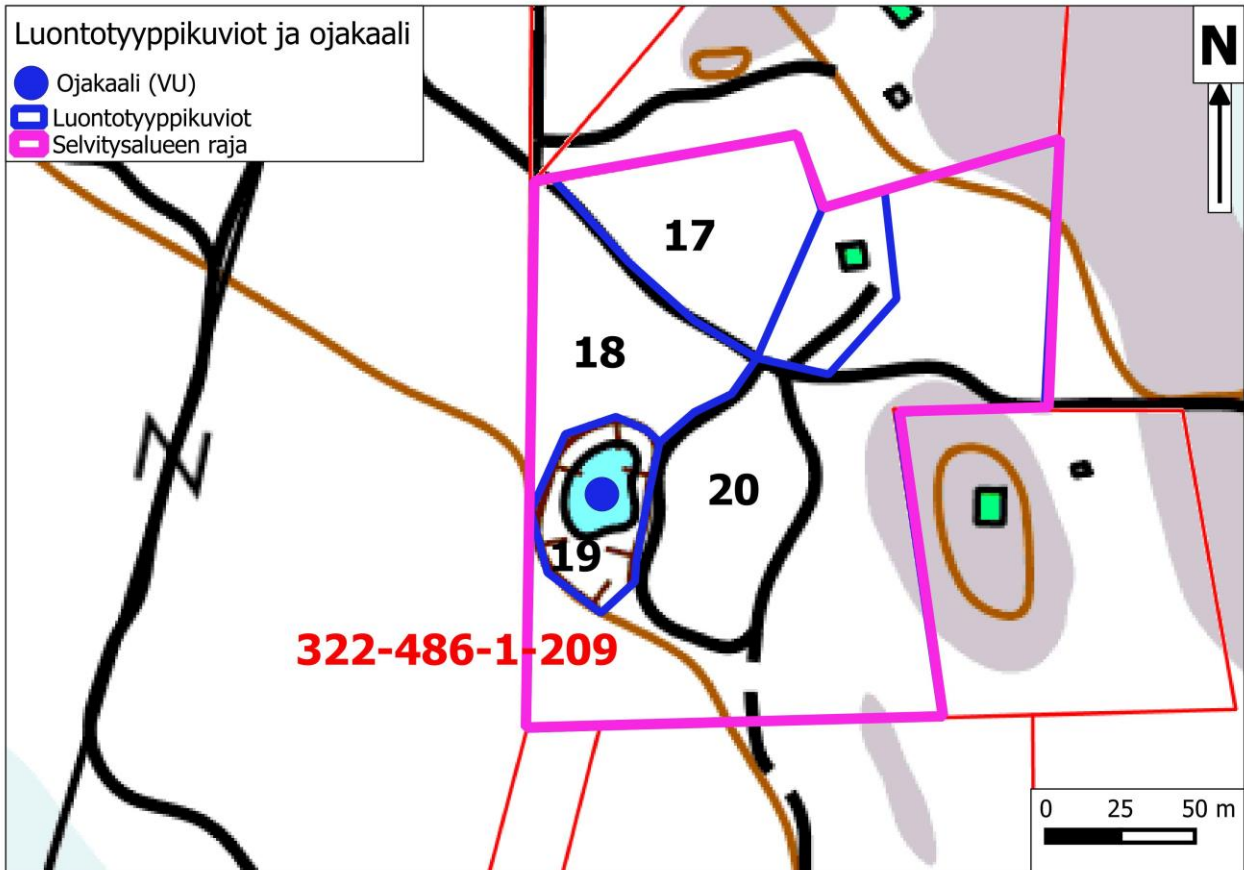 Luontotyyppikuviot ja ojakaali
Ojakaali (VU)
Luontotyyppikuviot
Selvitysalueen raja
N
17
18
20
19
322-486-1-209
0 25 50 m